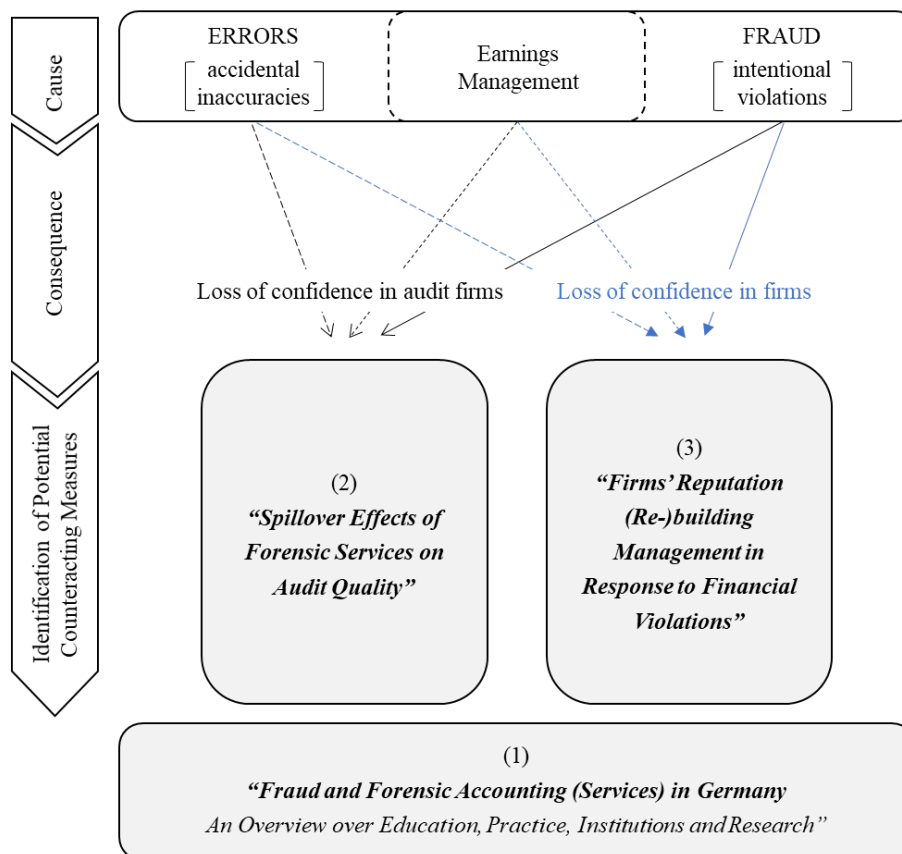 Cause
ERRORS
accidental
inaccuracies
Earnings
Management
FRAUD
intentional
violations
Consequence
Loss of confidence in audit firms
Loss of confidence in firms
Identification of Potential
Counteracting Measures
(2)
“Spillover Effects of
Forensic Services on
Audit Quality”
(3)
“Firms’ Reputation
(Re-)building
Management in
Response to Financial
Violations”
(1)
“Fraud and Forensic Accounting (Services) in Germany
An Overview over Education, Practice, Institutions and Research”